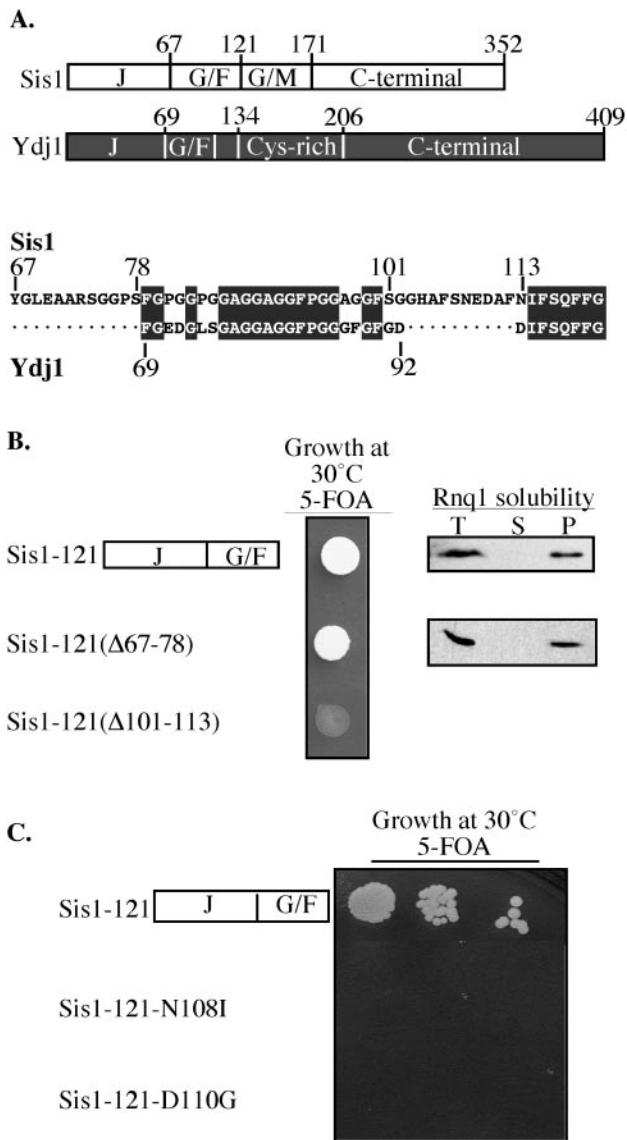 A.
67 121 171 352
Sis1 J G/F G/M C-terminal
69 134 206 409
Ydj1 J G/F Cys-rich C-terminal
Sis1
67 78 101 113
YGLEAARSGGPSFGPGGPGGAGGAGGFPGGAGGFSGGHAFSNEDAFNIFSQFFG
............FGEDGLSGAGGAGGFPGGGFGFGD..........DIFSQFFG
Ydj1 69 92
B.
Growth at
30°C
5-FOA
Rnq1 solubility
T S P
Sis1-121 J G/F
Sis1-121(Δ67-78)
Sis1-121(Δ101-113)
C.
Growth at 30°C
5-FOA
Sis1-121 J G/F
Sis1-121-N108I
Sis1-121-D110G